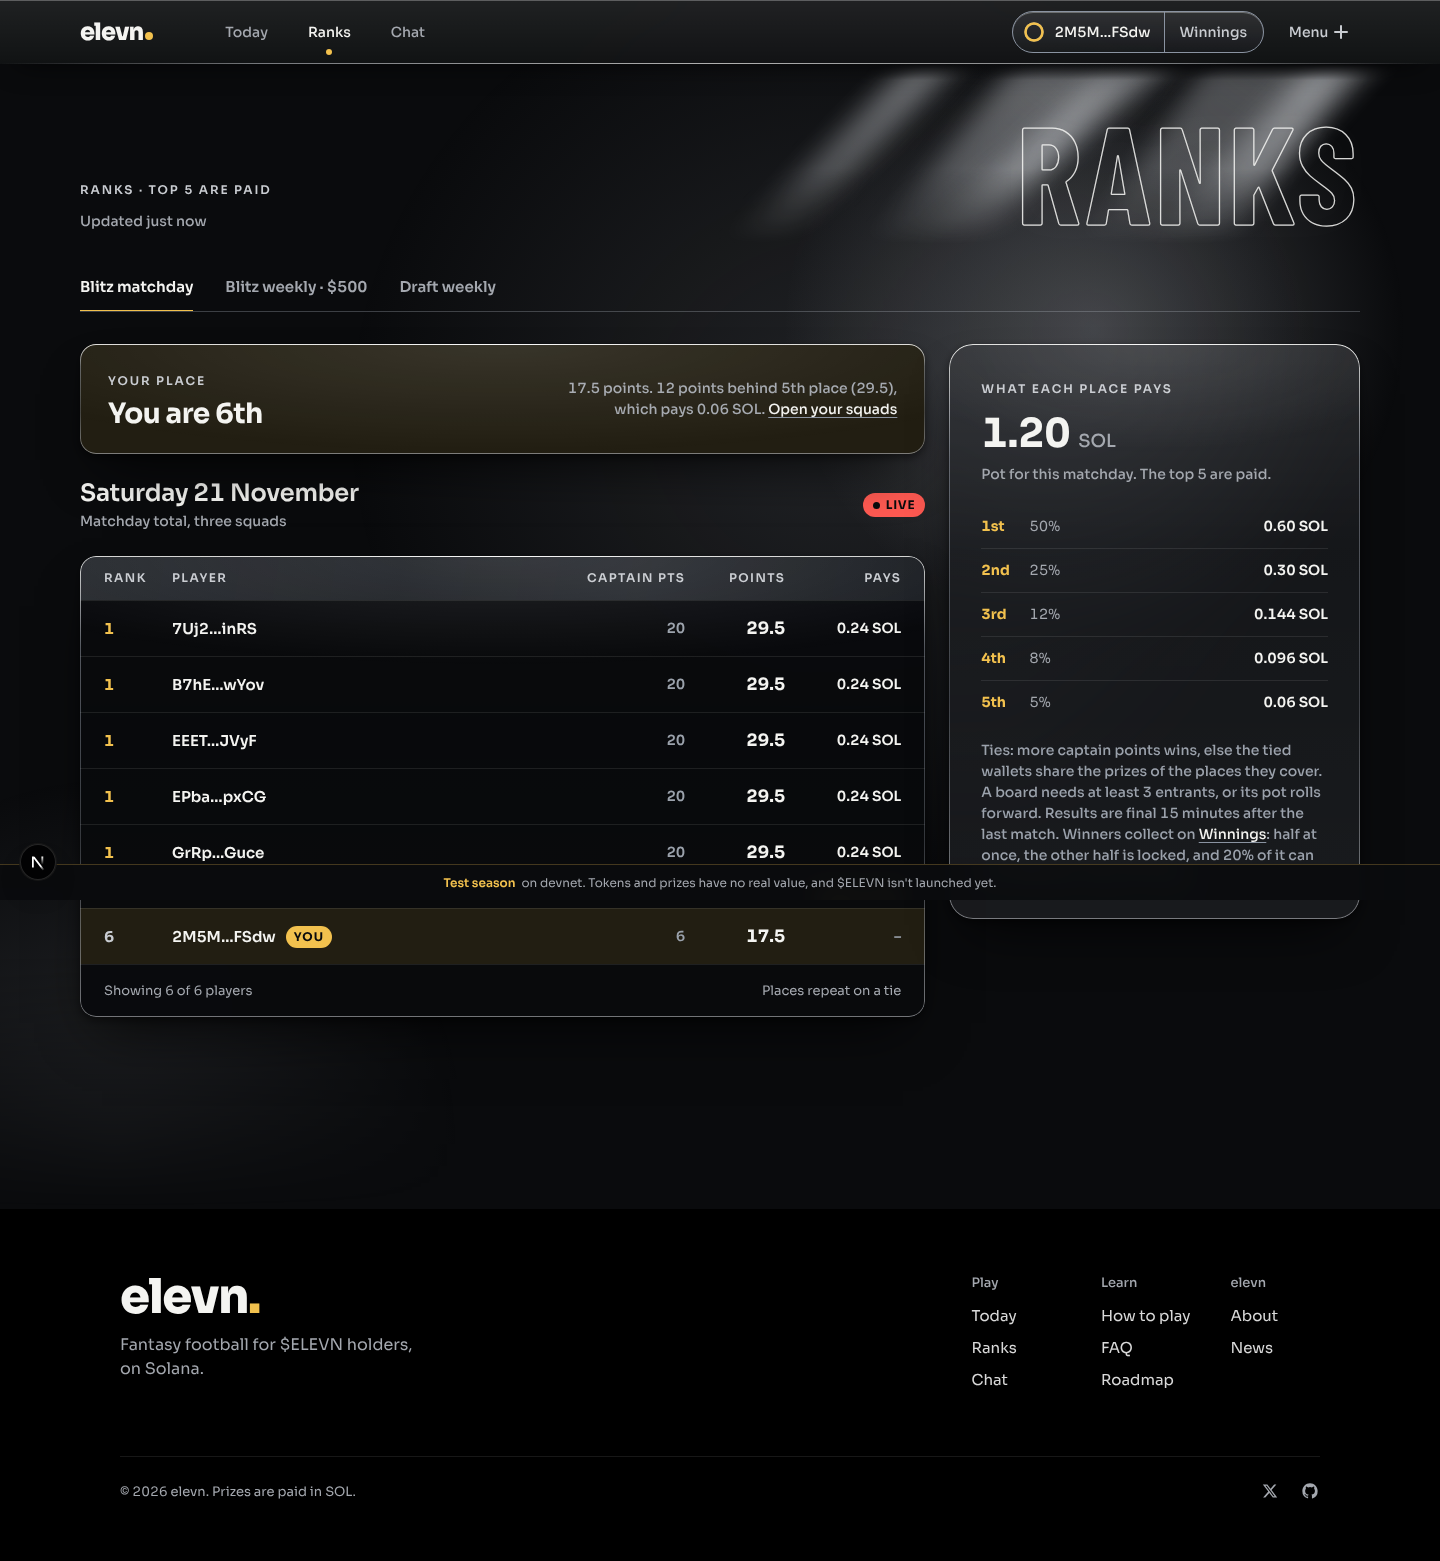 elevn.
Today
Ranks
Chat
2M5M...FSdw
Winnings
Menu
RANKS
RANKS · TOP 5 ARE PAID
Updated just now
Blitz matchday
Blitz weekly · $500
Draft weekly
YOUR PLACE
You are 6th
17.5 points. 12 points behind 5th place (29.5),
which pays 0.06 SOL. Open your squads
Saturday 21 November
Matchday total, three squads
LIVE
RANK PLAYER CAPTAIN PTS POINTS PAYS
1 7Uj2...inRS 20 29.5 0.24 SOL
1 B7hE...wYov 20 29.5 0.24 SOL
1 EEET...JVyF 20 29.5 0.24 SOL
1 EPba...pxCG 20 29.5 0.24 SOL
1 GrRp...Guce 20 29.5 0.24 SOL
6 2M5M...FSdw YOU 6 17.5 –
Showing 6 of 6 players
Places repeat on a tie
WHAT EACH PLACE PAYS
1.20 SOL
Pot for this matchday. The top 5 are paid.
1st 50% 0.60 SOL
2nd 25% 0.30 SOL
3rd 12% 0.144 SOL
4th 8% 0.096 SOL
5th 5% 0.06 SOL
Ties: more captain points wins, else the tied
wallets share the prizes of the places they cover.
A board needs at least 3 entrants, or its pot rolls
forward. Results are final 15 minutes after the
last match. Winners collect on Winnings: half at
once, the other half is locked, and 20% of it can
N
Test season on devnet. Tokens and prizes have no real value, and $ELEVN isn't launched yet.
elevn.
Fantasy football for $ELEVN holders,
on Solana.
Play
Today
Ranks
Chat
Learn
How to play
FAQ
Roadmap
elevn
About
News
© 2026 elevn. Prizes are paid in SOL.